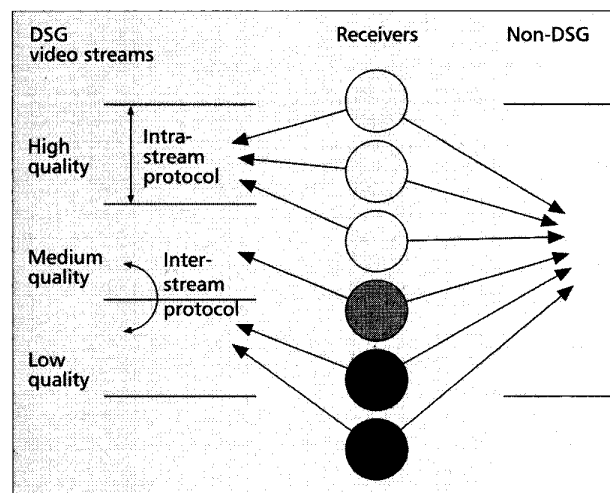 DSG
video streams
Receivers
Non-DSG
High
quality
Intra-
stream
protocol
Medium
quality
Inter-
stream
protocol
Low
quality